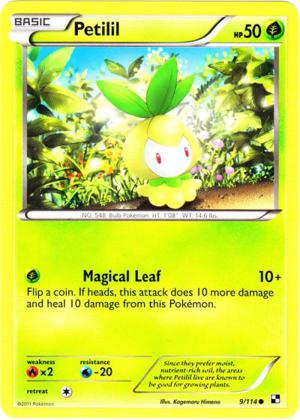 BASIC
Petilil
HP 50
NO. 548 Bulb Pokémon HT: 1'08" WT: 14.6 lbs.
Magical Leaf 10+
Flip a coin. If heads, this attack does 10 more damage
and heal 10 damage from this Pokémon.
weakness
×2
resistance
-20
retreat
Since they prefer moist,
nutrient-rich soil, the areas
where Petilil live are known to
be good for growing plants.
©2011 Pokémon
Illus. Kagemaru Himeno
9/114